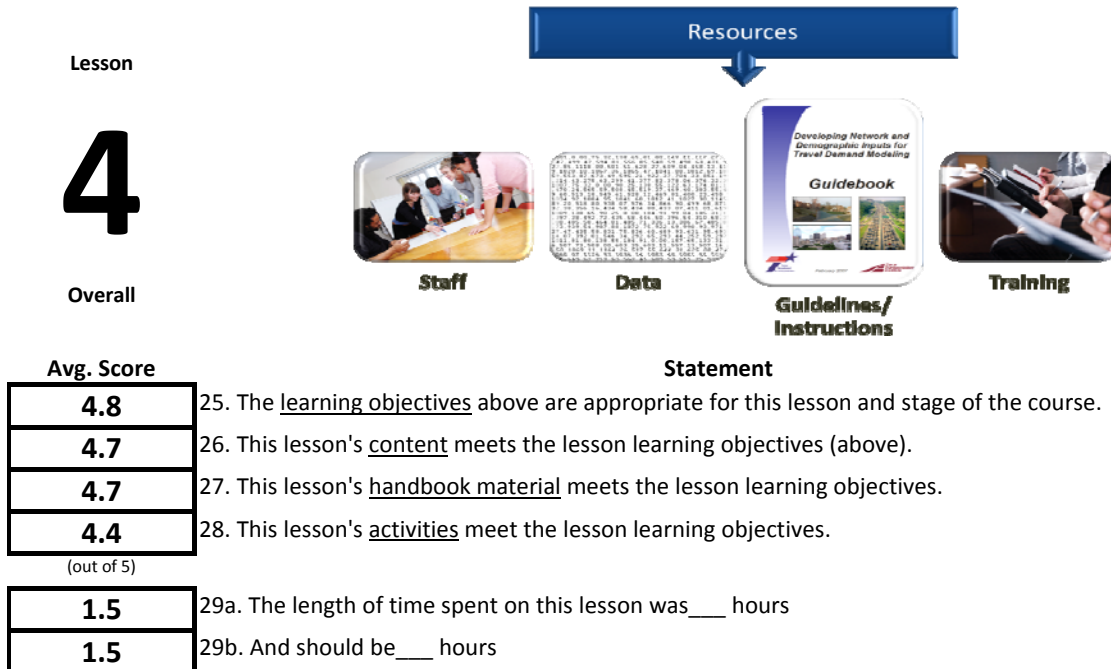 Lesson
4
Overall
Resources
Developing Network and
Demographic Inputs for
Travel Demand Modeling
Guidebook
February 2007
Staff
Data
Guidelines/
Instructions
Training
Avg. Score
Statement
4.8
25. The learning objectives above are appropriate for this lesson and stage of the course.
4.7
26. This lesson's content meets the lesson learning objectives (above).
4.7
27. This lesson's handbook material meets the lesson learning objectives.
4.4
28. This lesson's activities meet the lesson learning objectives.
(out of 5)
1.5
29a. The length of time spent on this lesson was___ hours
1.5
29b. And should be___ hours